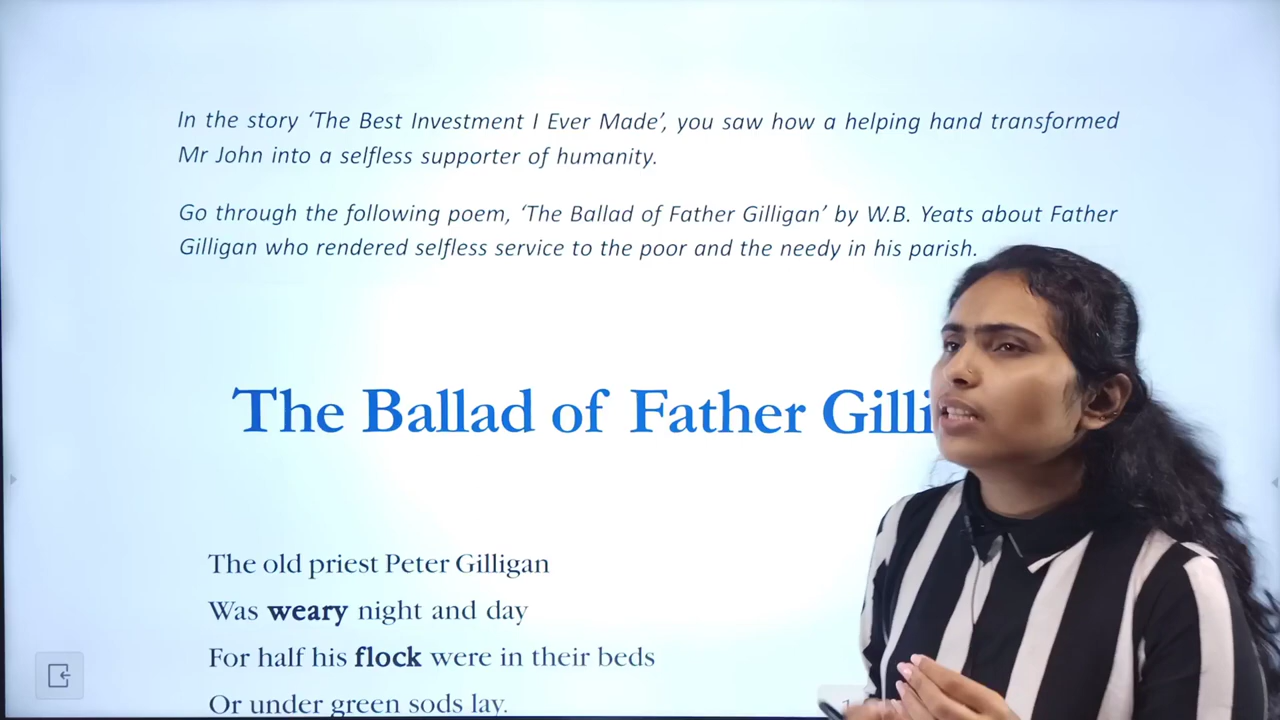 In the story ‘The Best Investment I Ever Made’, you saw how a helping hand transformed
Mr John into a selfless supporter of humanity.
Go through the following poem, ‘The Ballad of Father Gilligan’ by W.B. Yeats about Father
Gilligan who rendered selfless service to the poor and the needy in his parish.
The Ballad of Father Gilli
The old priest Peter Gilligan
Was weary night and day
For half his flock were in their beds
Or under green sods lay.